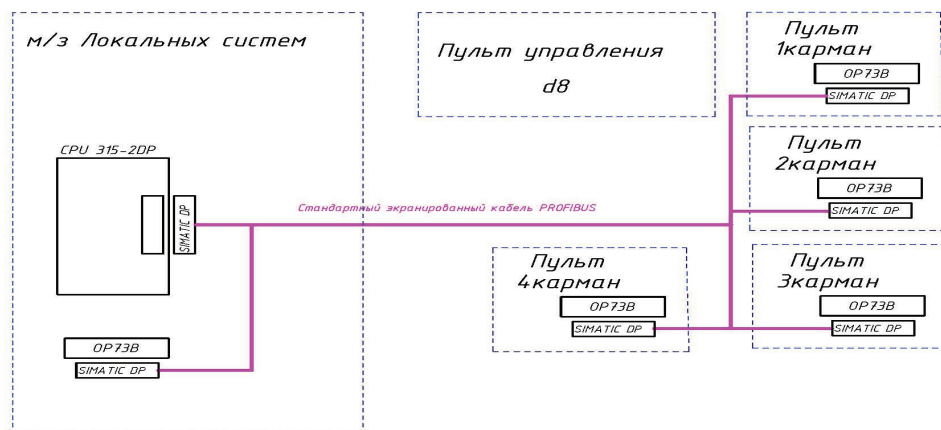 м/з Локальных систем
CPU 315-2DP
SIMATIC DP
OP73B
SIMATIC DP
Пульт управления
d8
Стандартный экранированный кабель PROFIBUS
Пульт
1карман
OP73B
SIMATIC DP
Пульт
2карман
OP73B
SIMATIC DP
Пульт
4карман
OP73B
SIMATIC DP
Пульт
3карман
OP73B
SIMATIC DP